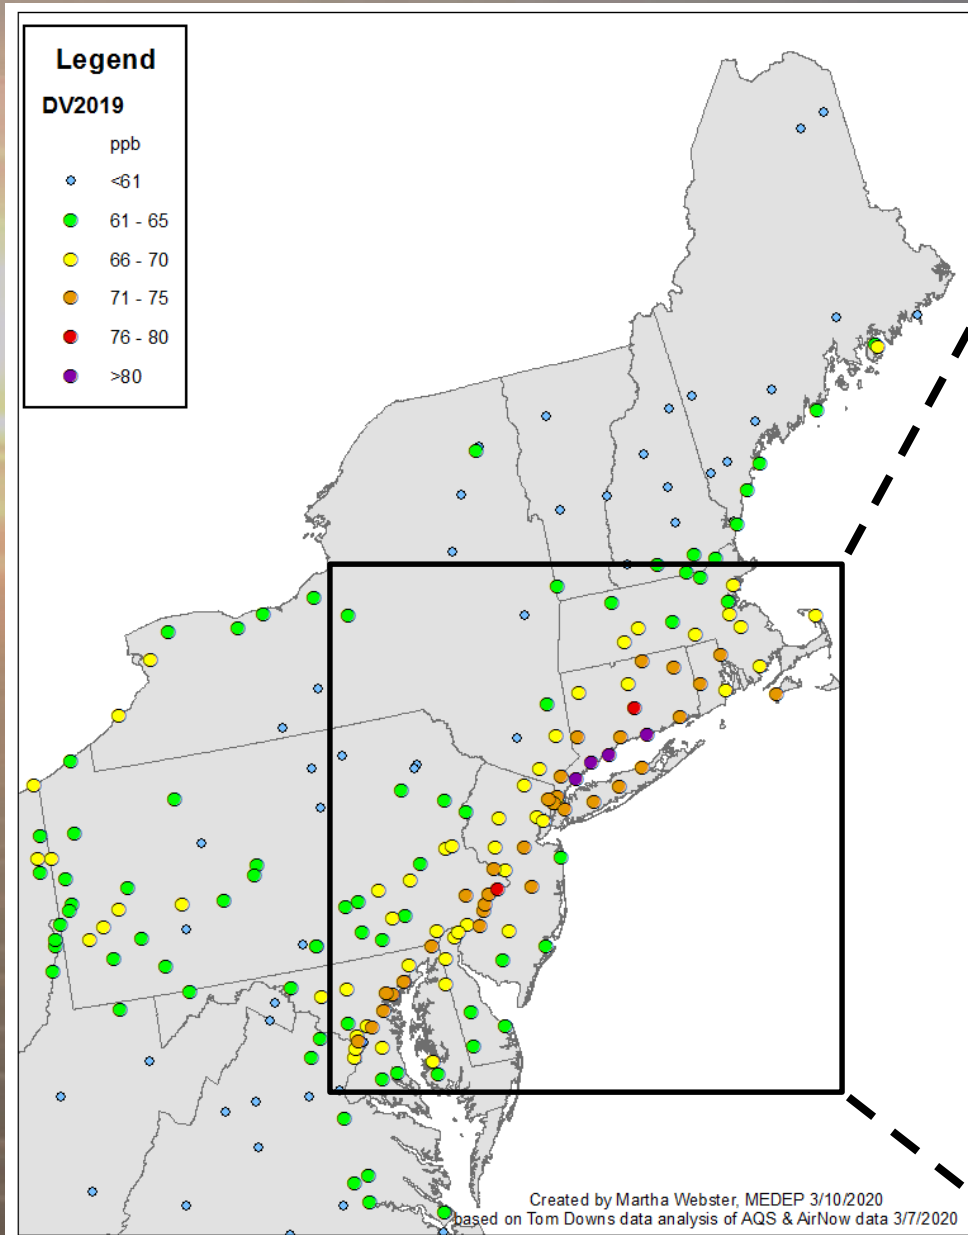 Legend
DV2019
ppb
<61
61 - 65
66 - 70
71 - 75
76 - 80
>80
Created by Martha Webster, MEDEP 3/10/2020
based on Tom Downs data analysis of AQS & AirNow data 3/7/2020